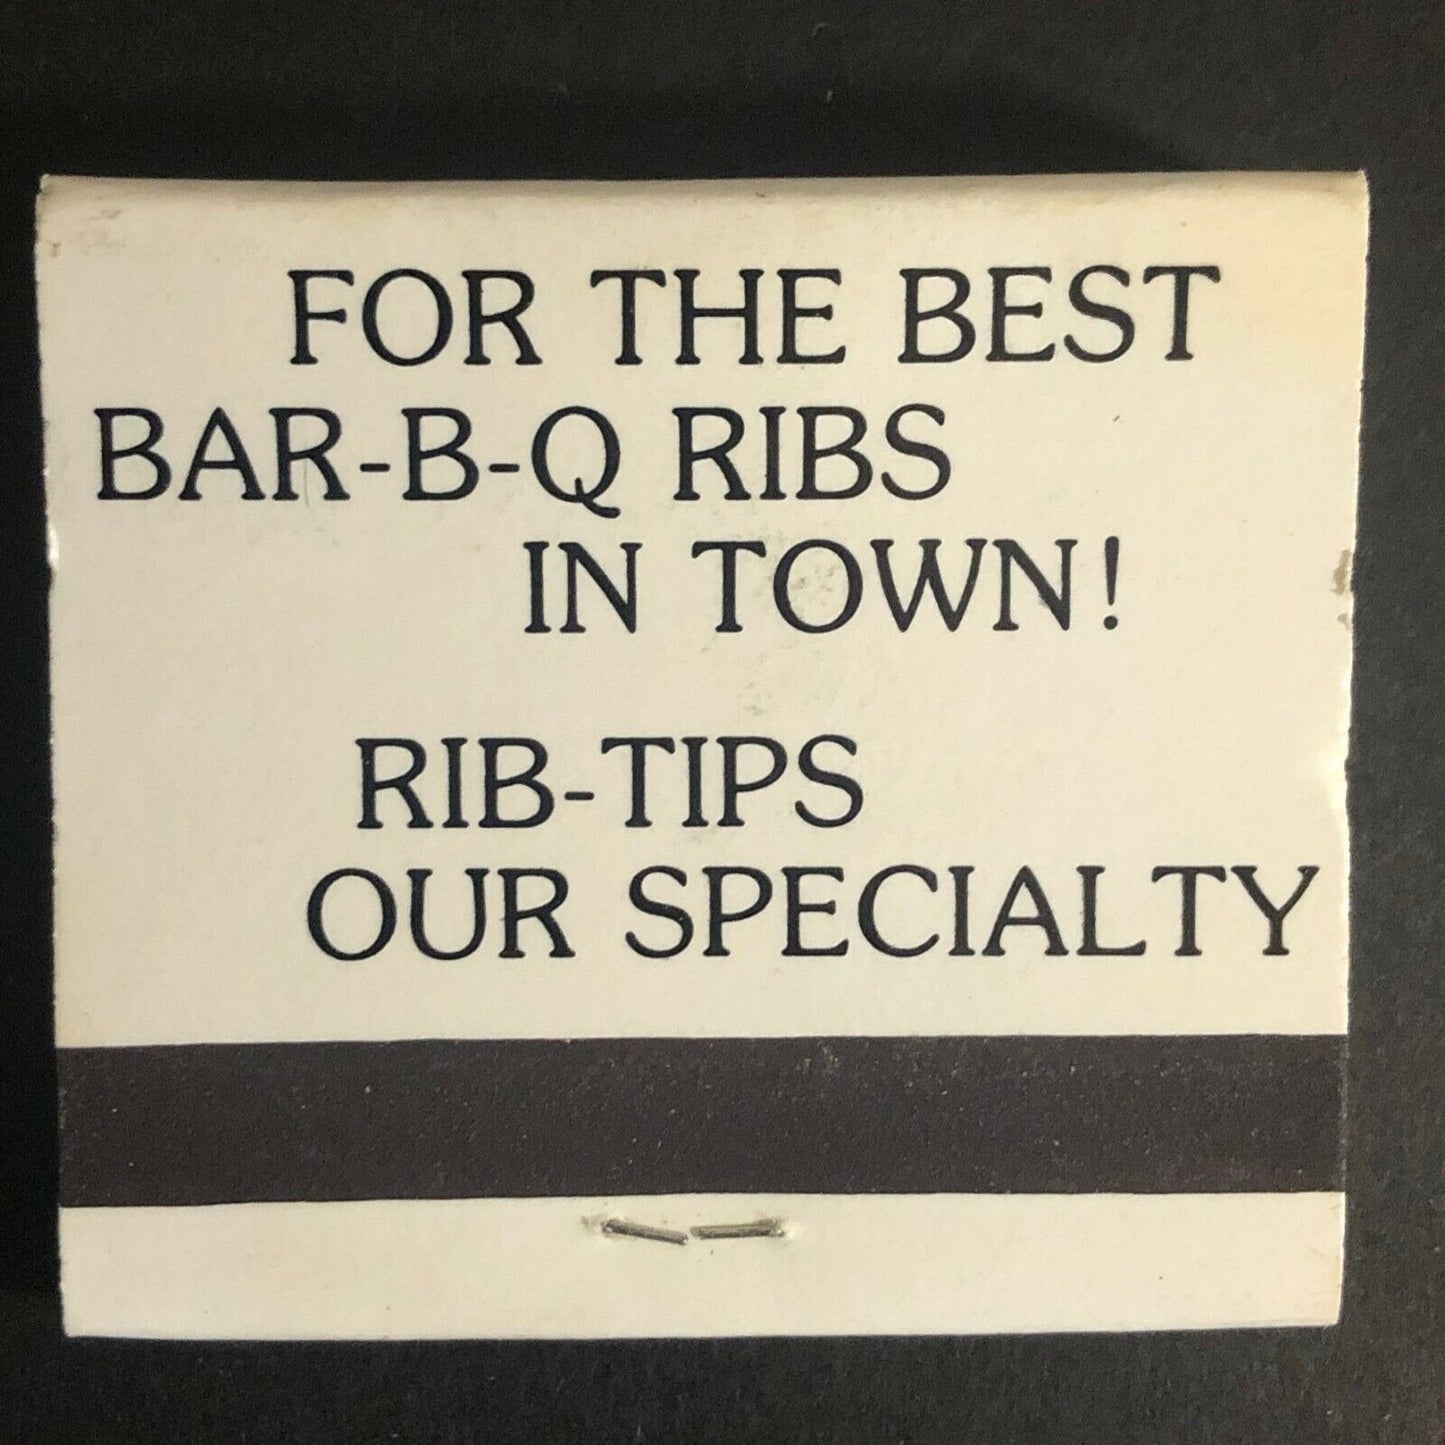 FOR THE BEST
BAR-B-Q RIBS
IN TOWN!
RIB-TIPS
OUR SPECIALTY